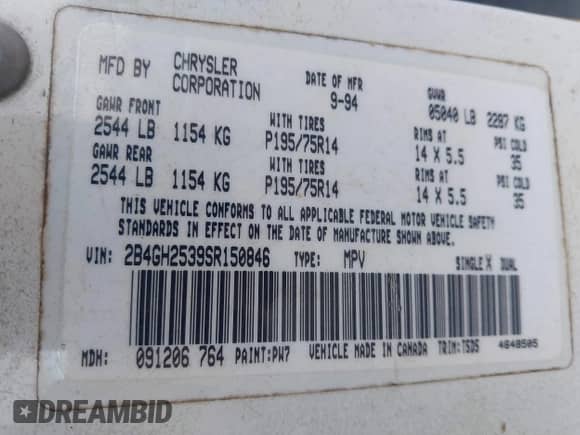 MFD BY CHRYSLER CORPORATION DATE OF MFR 9-94 GVWR 05040 LB 2287 KG
GAWR FRONT WITH TIRES RIMS AT PSI COLD
2544 LB 1154 KG P195/75R14 14 X 5.5 35
GAWR REAR WITH TIRES RIMS AT PSI COLD
2544 LB 1154 KG P195/75R14 14 X 5.5 35
THIS VEHICLE CONFORMS TO ALL APPLICABLE FEDERAL MOTOR VEHICLE SAFETY
STANDARDS IN EFFECT ON THE DATE OF MANUFACTURE SHOWN ABOVE.
VIN: 2B4GH2539SR150846 TYPE: MPV SINGLE X DUAL
MDH: 091206 764 PAINT: PW7 VEHICLE MADE IN CANADA TRIM: T5D5 4848505
DREAMBID